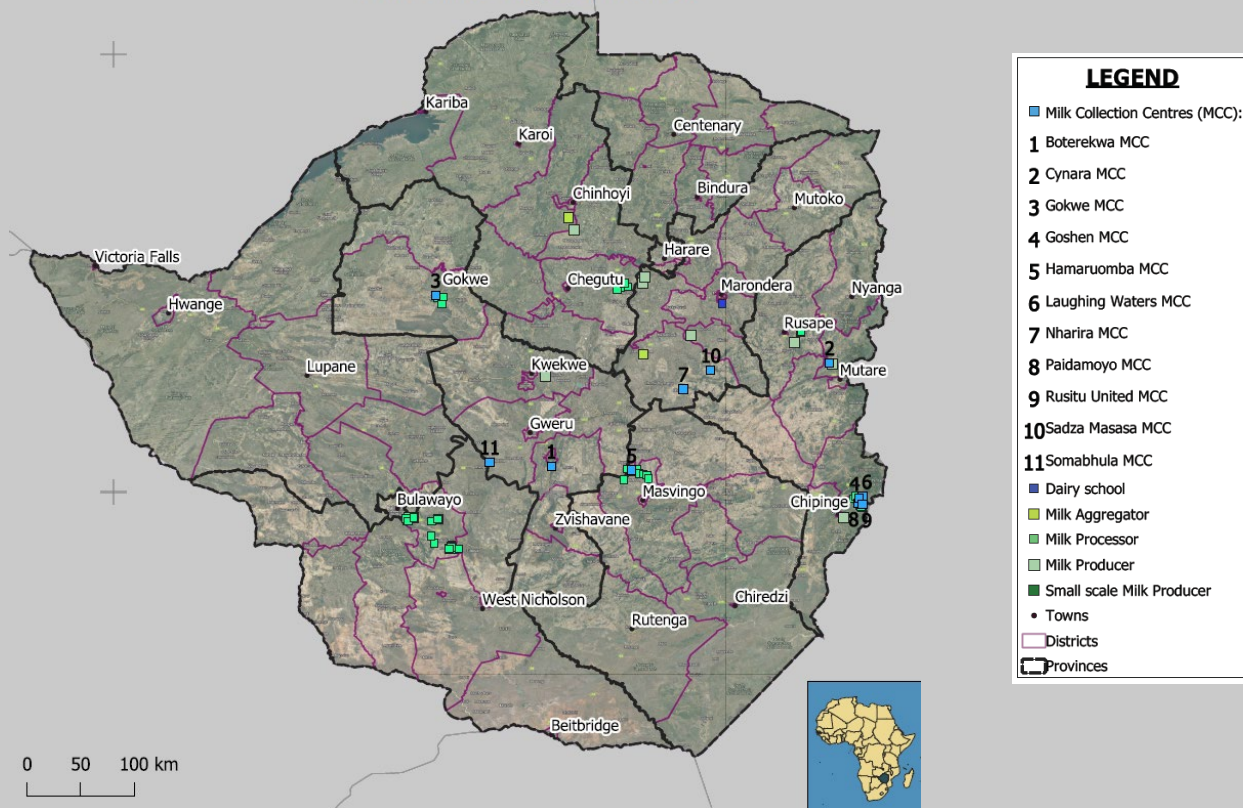 Kariba
Karoi
Centenary
Chinhoyi
Bindura
Mutoko
Harare
Victoria Falls
Hwange
3
Gokwe
Chegutu
Marondera
Nyanga
Rusape
Lupane
Kwekwe
10
2
7
Mutare
Gweru
11
1
5
Masvingo
46
Chipinge
89
Bulawayo
Zvishavane
West Nicholson
Chiredzi
Rutenga
Beitbridge
0 50 100 km
LEGEND
Milk Collection Centres (MCC):
1 Boterekwa MCC
2 Cynara MCC
3 Gokwe MCC
4 Goshen MCC
5 Hamaruomba MCC
6 Laughing Waters MCC
7 Nharira MCC
8 Paidamoyo MCC
9 Rusitu United MCC
10 Sadza Masasa MCC
11 Somabhula MCC
Dairy school
Milk Aggregator
Milk Processor
Milk Producer
Small scale Milk Producer
Towns
Districts
Provinces